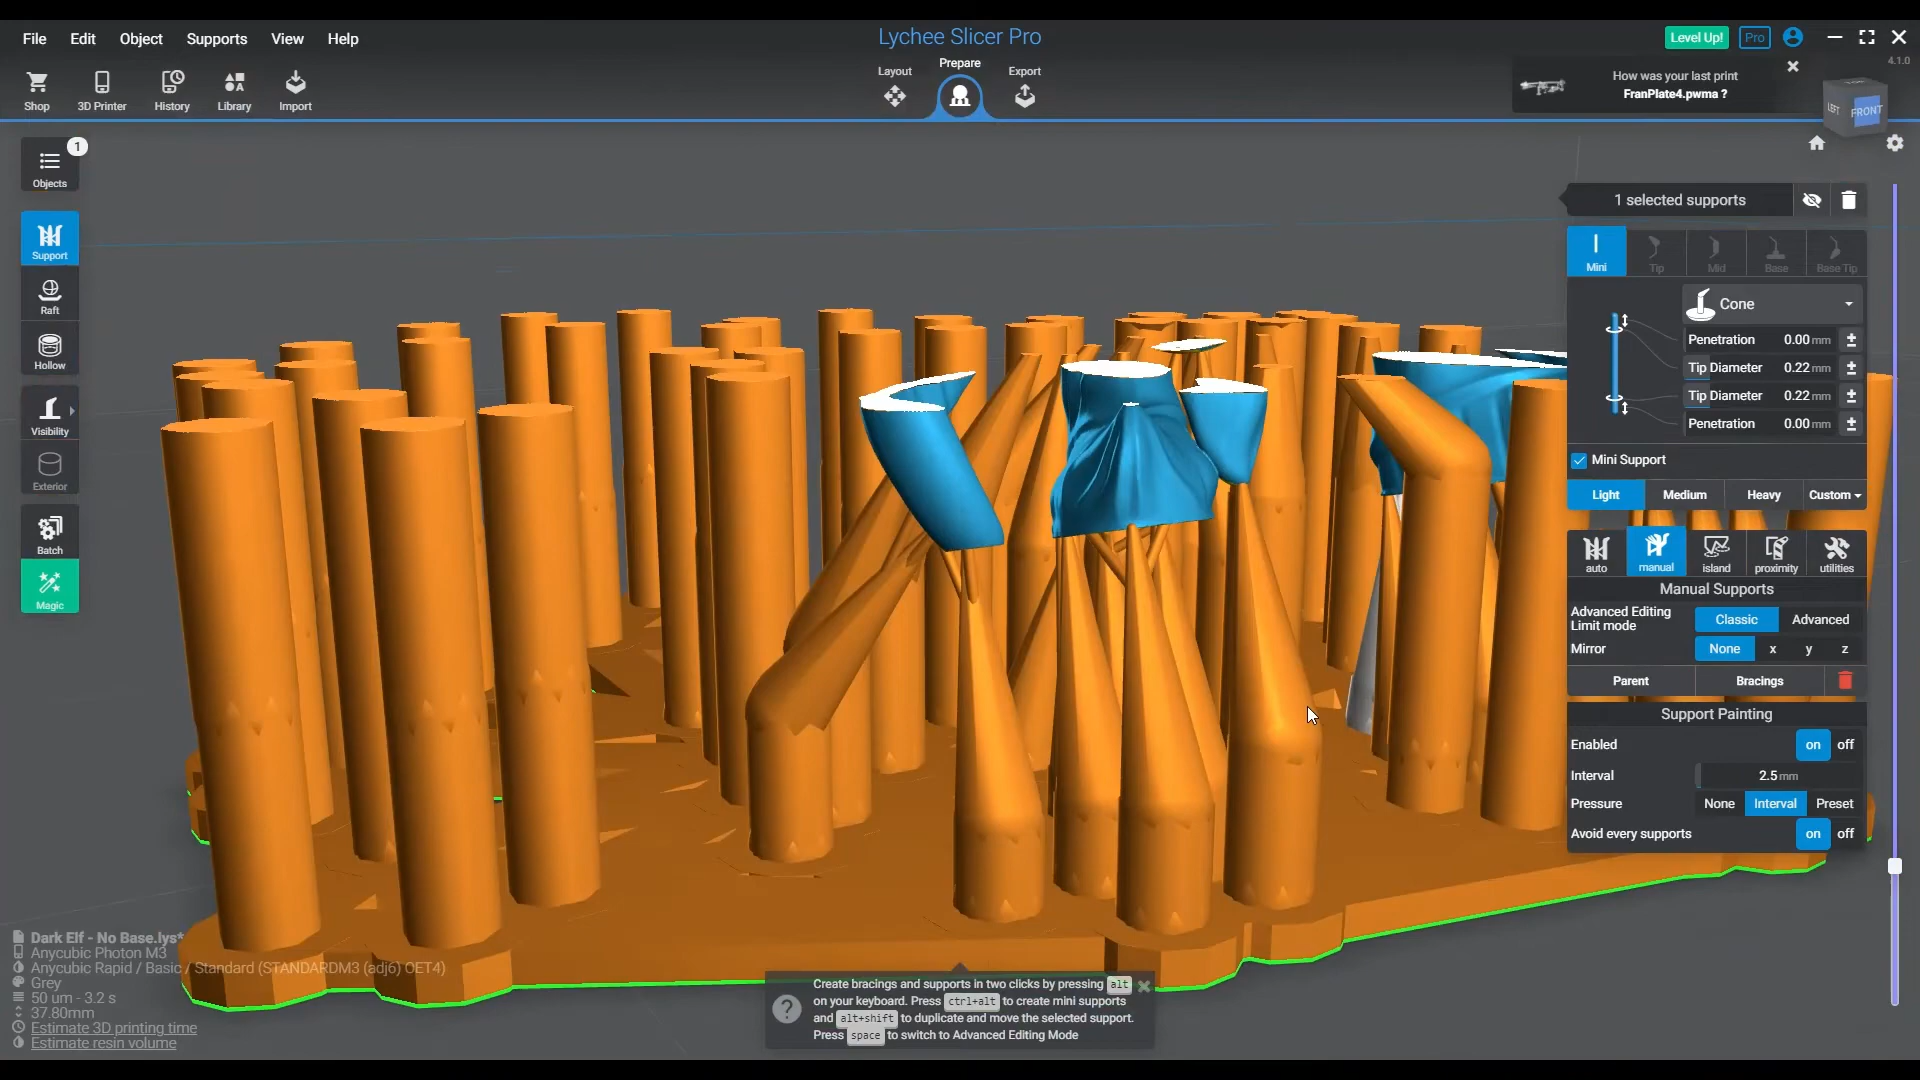 File Edit Object Supports View Help
Lychee Slicer Pro
Level Up! Pro
4.1.0
Shop 3D Printer History Library Import
Layout Prepare Export
How was your last print
FranPlate4.pwma ?
LEFT FRONT
1
Objects
Support
Raft
Hollow
Visibility
Exterior
Batch
Magic
1 selected supports
Mini Tip Mid Base Base Tip
Cone
Penetration 0.00 mm
Tip Diameter 0.22 mm
Tip Diameter 0.22 mm
Penetration 0.00 mm
Mini Support
Light Medium Heavy Custom
auto manual island proximity utilities
Manual Supports
Advanced Editing
Limit mode
Classic Advanced
Mirror None x y z
Parent Bracings
Support Painting
Enabled on off
Interval 2.5 mm
Pressure None Interval Preset
Avoid every supports on off
Dark Elf - No Base.lys*
Anycubic Photon M3
Anycubic Rapid / Basic / Standard (STANDARDM3 (adj6) OET4)
Grey
50 um - 3.2 s
37.80mm
Estimate 3D printing time
Estimate resin volume
? Create bracings and supports in two clicks by pressing alt
on your keyboard. Press ctrl+alt to create mini supports
and alt+shift to duplicate and move the selected support.
Press space to switch to Advanced Editing Mode